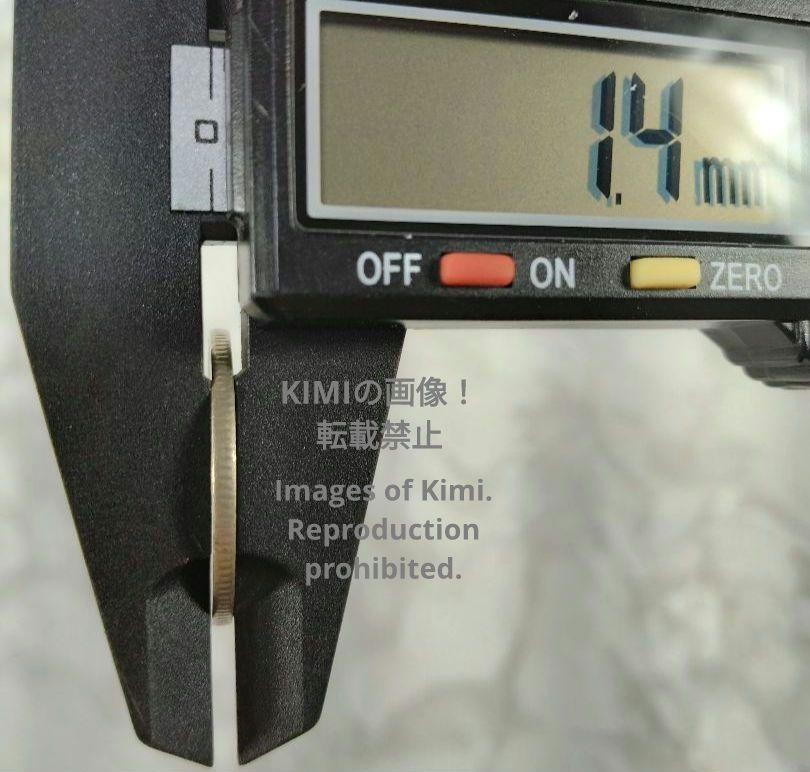 1.4 mm
OFF ON ZERO
KIMIの画像！
転載禁止
Images of Kimi.
Reproduction
prohibited.